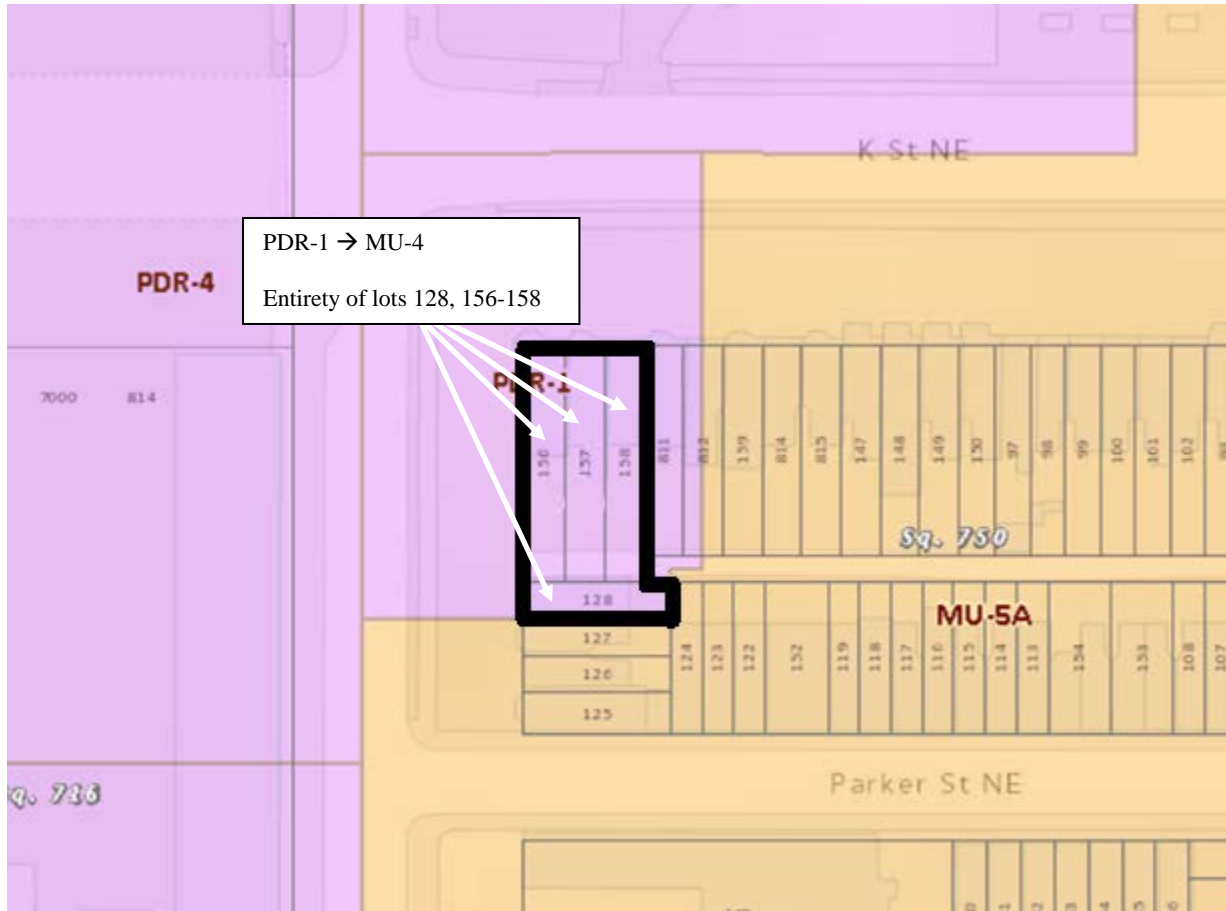 K St NE
PDR-1 → MU-4
Entirety of lots 128, 156-158
PDR-4
PDR-1
7000 814
156 157 158 811 812 159 814 815 147 148 149 150 97 98 99 100 101 102
Sq. 750
128
127
126
125
MU-5A
124 123 122 152 119 118 117 116 115 114 113 154 153 108 107
Parker St NE
q. 716